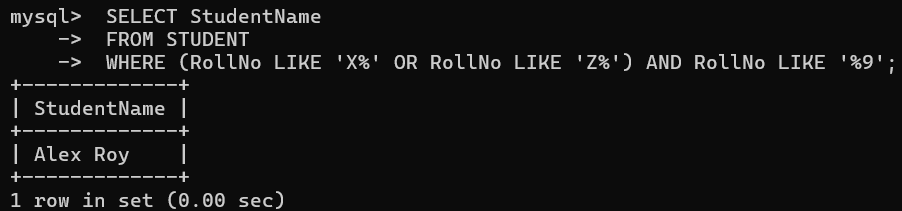 mysql>  SELECT StudentName
    ->  FROM STUDENT
    ->  WHERE (RollNo LIKE 'X%' OR RollNo LIKE 'Z%') AND RollNo LIKE '%9';
+-------------+
| StudentName |
+-------------+
| Alex Roy    |
+-------------+
1 row in set (0.00 sec)